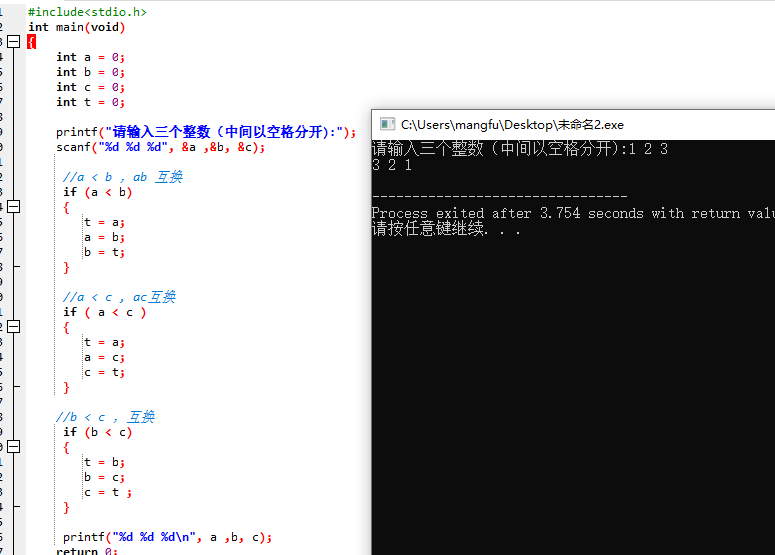 #include<stdio.h>
int main(void)
{
int a = 0;
int b = 0;
int c = 0;
int t = 0;
printf("请输入三个整数（中间以空格分开):");
scanf("%d %d %d", &a ,&b, &c);
//a < b , ab 互换
if (a < b)
{
t = a;
a = b;
b = t;
}
//a < c , ac互换
if ( a < c )
{
t = a;
a = c;
c = t;
}
//b < c , 互换
if (b < c)
{
t = b;
b = c;
c = t ;
}
printf("%d %d %d\n", a ,b, c);
return 0;
C:\Users\mangfu\Desktop\未命名2.exe
请输入三个整数（中间以空格分开):1 2 3
3 2 1
--------------------------------
Process exited after 3.754 seconds with return valu
请按任意键继续. . .